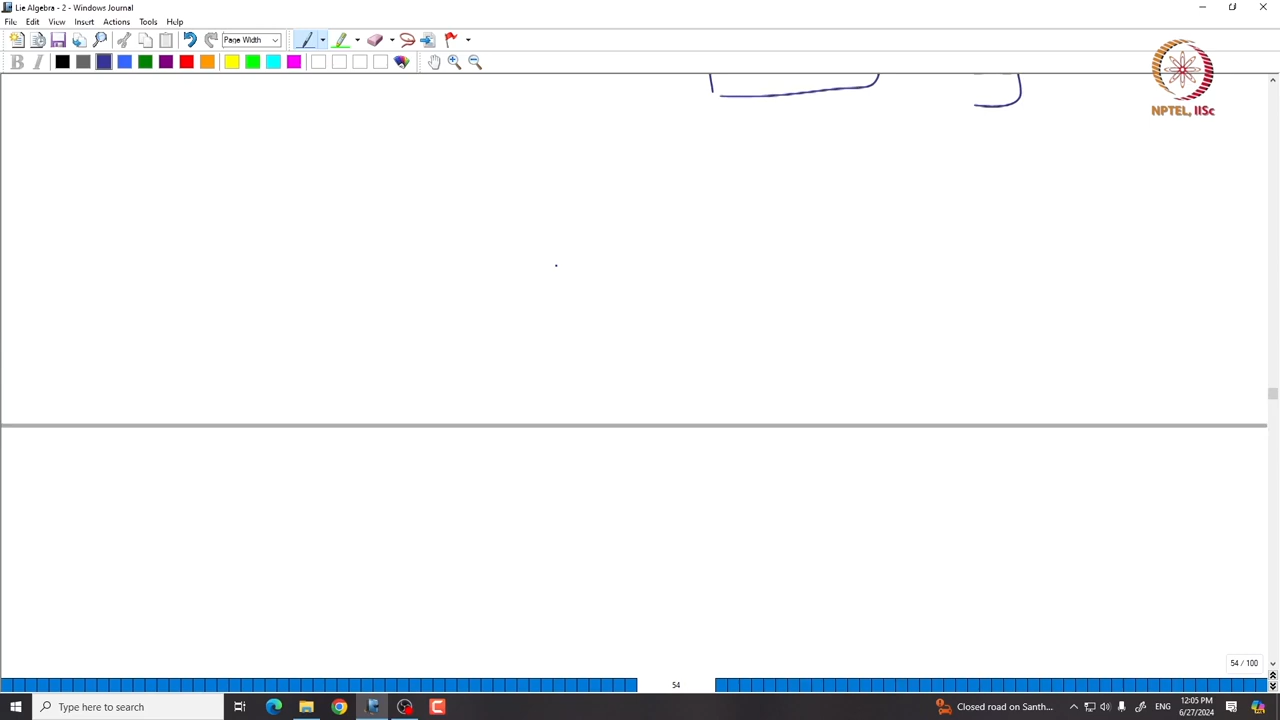 Lie Algebra - 2 - Windows Journal
File Edit View Insert Actions Tools Help
Page Width
B I
NPTEL, IISc
54 / 100
54
Type here to search
Closed road on Santh...
ENG
12:05 PM
6/27/2024